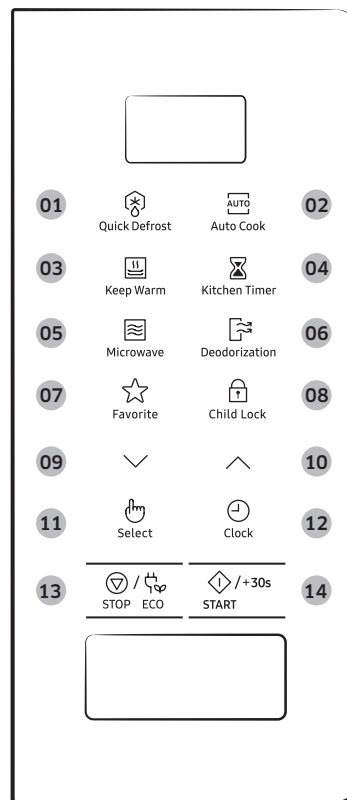 01 02
AUTO
Quick Defrost Auto Cook
03 04
Keep Warm Kitchen Timer
05 06
Microwave Deodorization
07 08
Favorite Child Lock
09 10
11 12
Select Clock
13 / /+30s 14
STOP ECO START